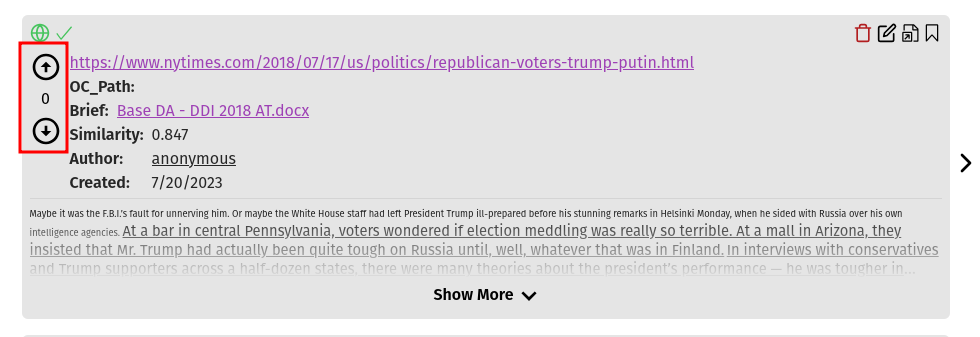 https://www.nytimes.com/2018/07/17/us/politics/republican-voters-trump-putin.html
OC_Path:
0
Brief: Base DA - DDI 2018 AT.docx
Similarity: 0.847
Author: anonymous
Created: 7/20/2023
Maybe it was the F.B.I.'s fault for unnerving him. Or maybe the White House staff had left President Trump ill-prepared before his stunning remarks in Helsinki Monday, when he sided with Russia over his own
intelligence agencies. At a bar in central Pennsylvania, voters wondered if election meddling was really so terrible. At a mall in Arizona, they
insisted that Mr. Trump had actually been quite tough on Russia until, well, whatever that was in Finland. In interviews with conservatives
and Trump supporters across a half-dozen states, there were many theories about the president's performance — he was tougher in...
Show More